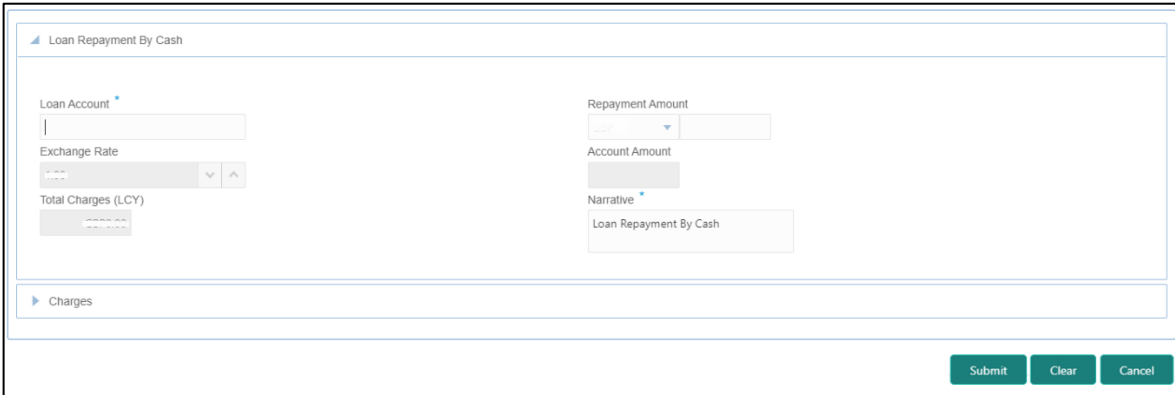 Loan Repayment By Cash
Loan Account *
Repayment Amount
Exchange Rate
Account Amount
Total Charges (LCY)
Narrative *
Loan Repayment By Cash
Charges
Submit Clear Cancel